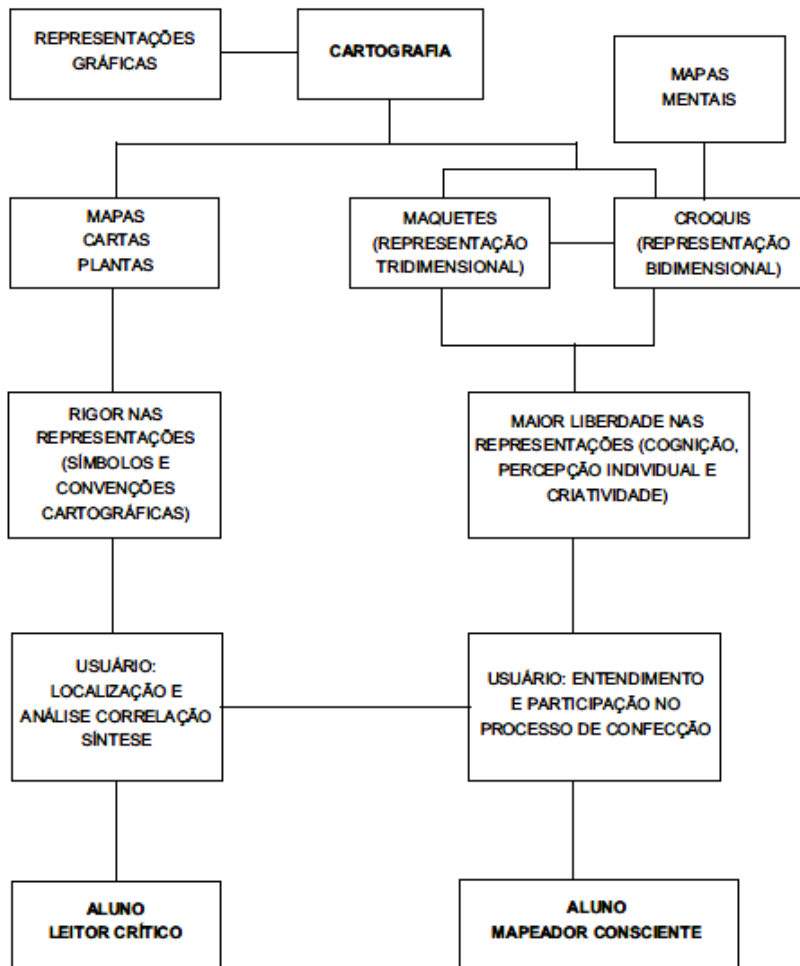 REPRESENTAÇÕES
GRÁFICAS
CARTOGRAFIA
MAPAS
MENTAIS
MAPAS
CARTAS
PLANTAS
MAQUETES
(REPRESENTAÇÃO
TRIDIMENSIONAL)
CROQUIS
(REPRESENTAÇÃO
BIDIMENSIONAL)
RIGOR NAS
REPRESENTAÇÕES
(SÍMBOLOS E
CONVENÇÕES
CARTOGRÁFICAS)
MAIOR LIBERDADE NAS
REPRESENTAÇÕES (COGNIÇÃO,
PERCEPÇÃO INDIVIDUAL E
CRIATIVIDADE)
USUÁRIO:
LOCALIZAÇÃO E
ANÁLISE CORRELAÇÃO
SÍNTESE
USUÁRIO: ENTENDIMENTO
E PARTICIPAÇÃO NO
PROCESSO DE CONFECÇÃO
ALUNO
LEITOR CRÍTICO
ALUNO
MAPEADOR CONSCIENTE